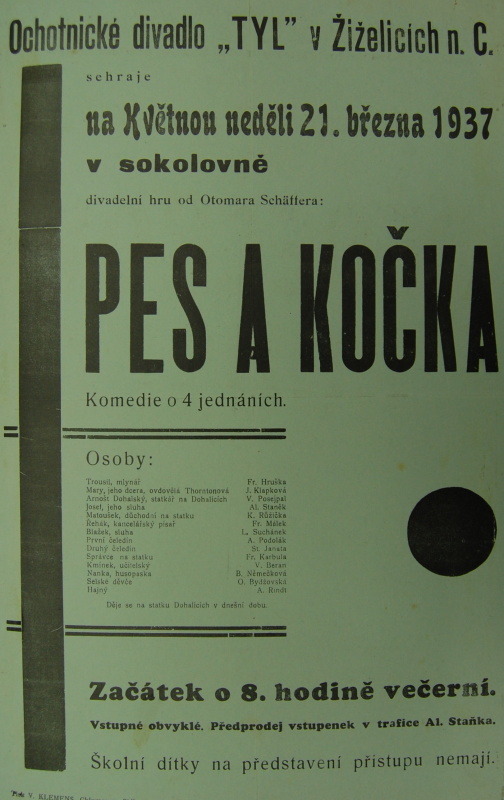 Ochotnické divadlo „TYL" v Žiželicích n. C.
sehraje
na Květnou neděli 21. března 1937
v sokolovně
divadelní hru od Otomara Schäffera:
PES A KOČKA
Komedie o 4 jednáních.
Osoby:
Trousil, mlynář Fr. Hruška
Mary, jeho dcera, ovdovělá Thorntonová J. Klapková
Arnošt Dohalský, statkář na Dohalicích V. Posejpal
Josef, jeho sluha Al. Staněk
Matoušek, důchodní na statku K. Růžička
Řehák, kancelářský písař Fr. Málek
Blažek, sluha L. Suchánek
První čeledín A. Podolák
Druhý čeledín St. Janata
Správce na statku Fr. Karbula
Kmínek, učitelský V. Beran
Nanka, husopaska B. Němečková
Selské děvče O. Rydžovská
Hajný A. Rindt
Děje se na statku Dohalicích v dnešní dobu.
Začátek o 8. hodině večerní.
Vstupné obvyklé. Předprodej vstupenek v trafice Al. Staňka.
Školní dítky na představení přístupu nemají.
V. KLEMENS